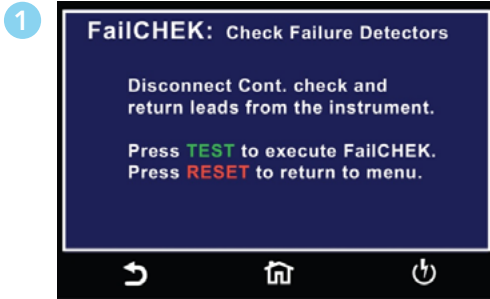 1
FailCHEK: Check Failure Detectors
Disconnect Cont. check and
return leads from the instrument.
Press TEST to execute FailCHEK.
Press RESET to return to menu.